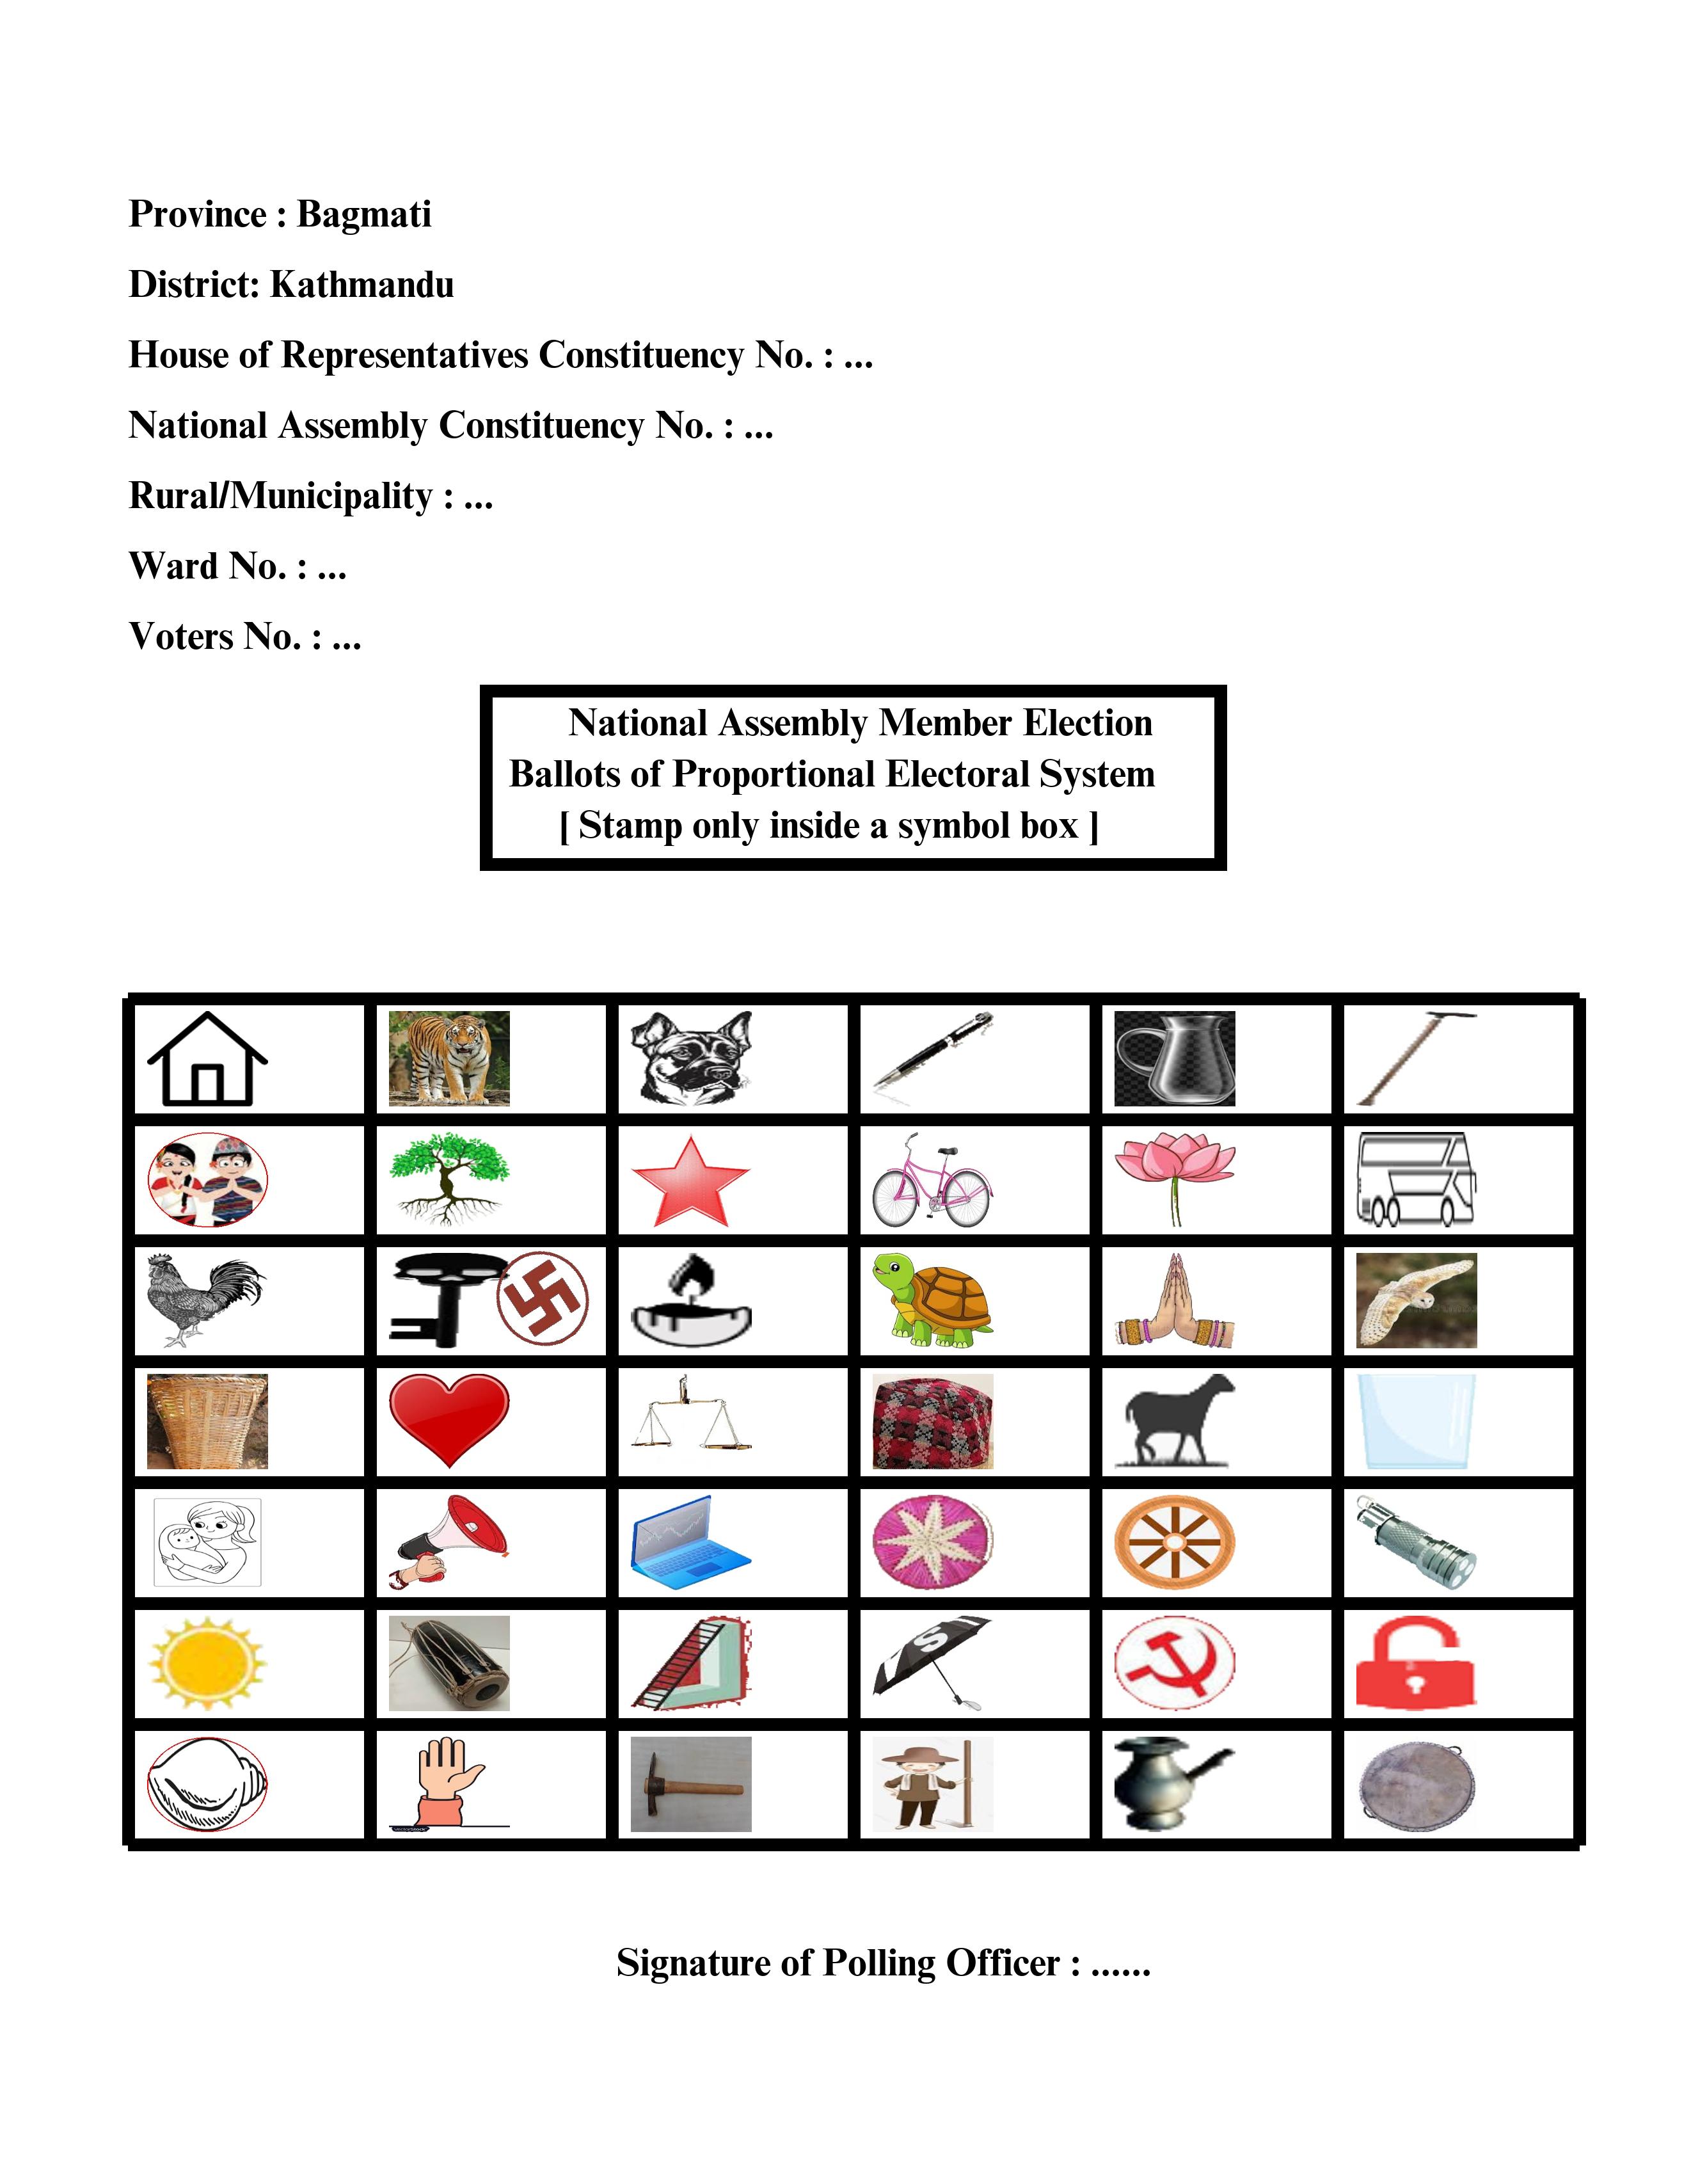 Province : Bagmati
District: Kathmandu
House of Representatives Constituency No. : ...
National Assembly Constituency No. : ...
Rural/Municipality : ...
Ward No. : ...
Voters No. : ...
National Assembly Member Election
Ballots of Proportional Electoral System
[ Stamp only inside a symbol box ]
Signature of Polling Officer : ......